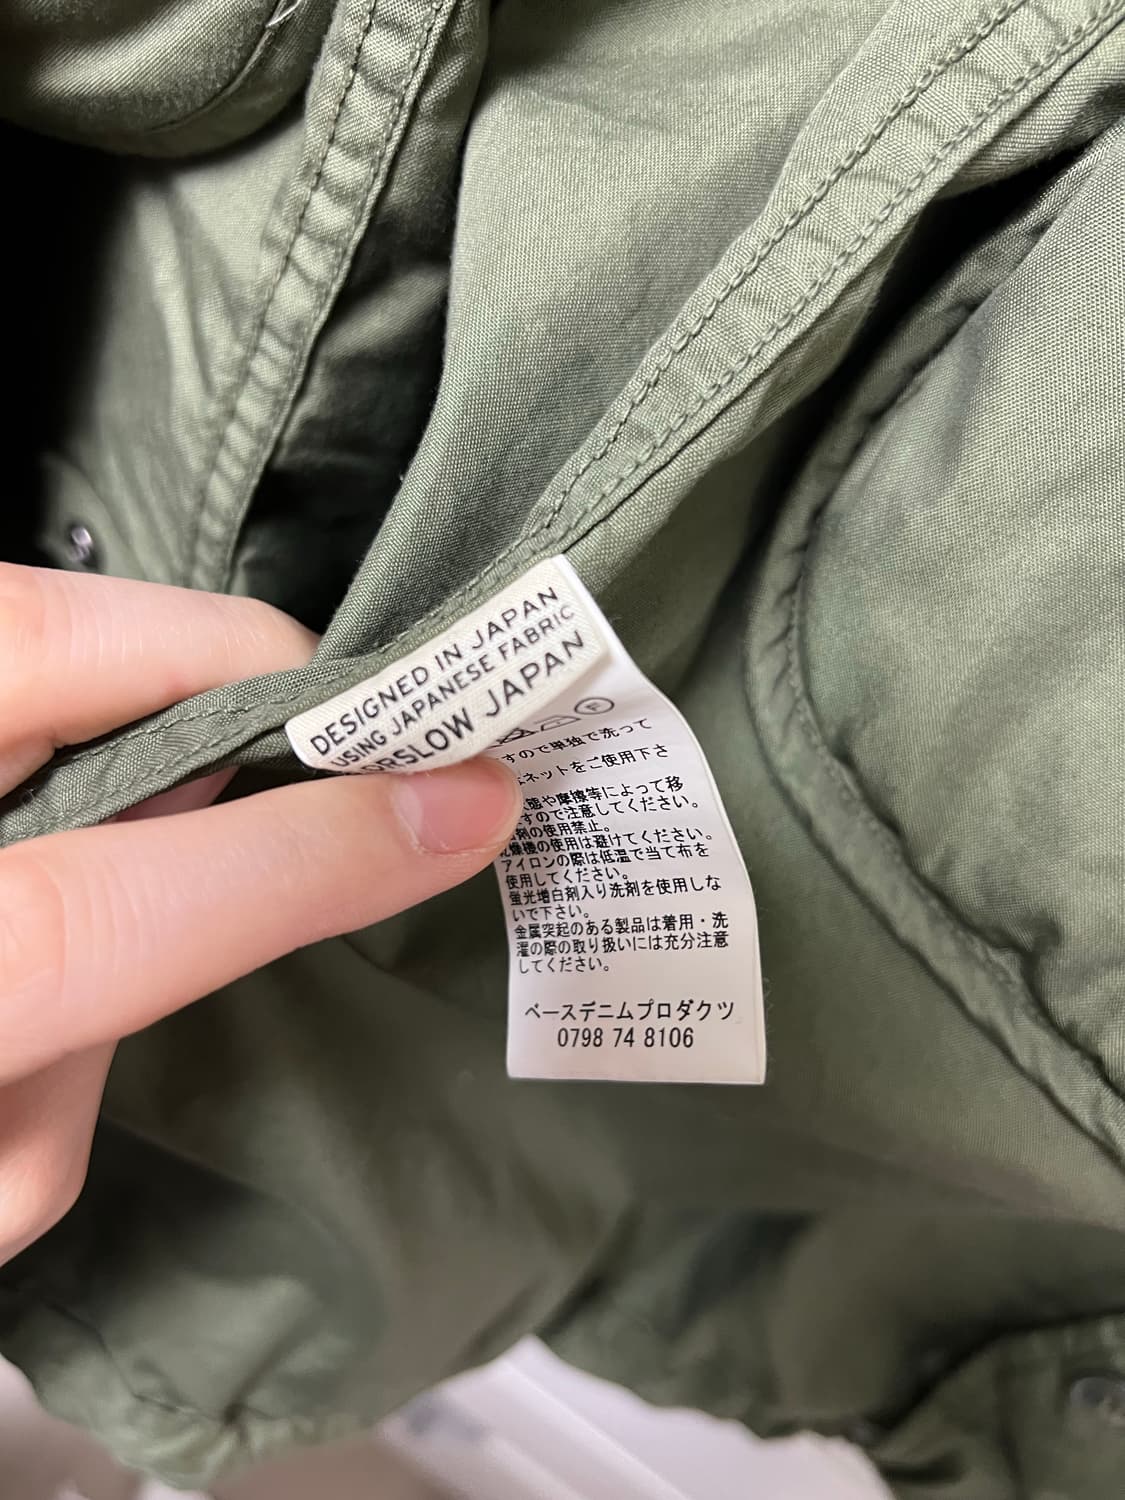 DESIGNED IN JAPAN
USING JAPANESE FABRIC
ORSLOW JAPAN
F
すので単独で洗って
ネットをご使用下さ
態や摩擦等によって移
すので注意してください。
剤の使用禁止。
乾燥後の使用は避けてください。
アイロンの際は低温で当て布を
使用してください。
蛍光増白剤入り洗剤を使用しな
いで下さい。
金属突起のある製品は着用・洗
濯の際の取り扱いには充分注意
してください。
ベースデニムプロダクツ
0798 74 8106